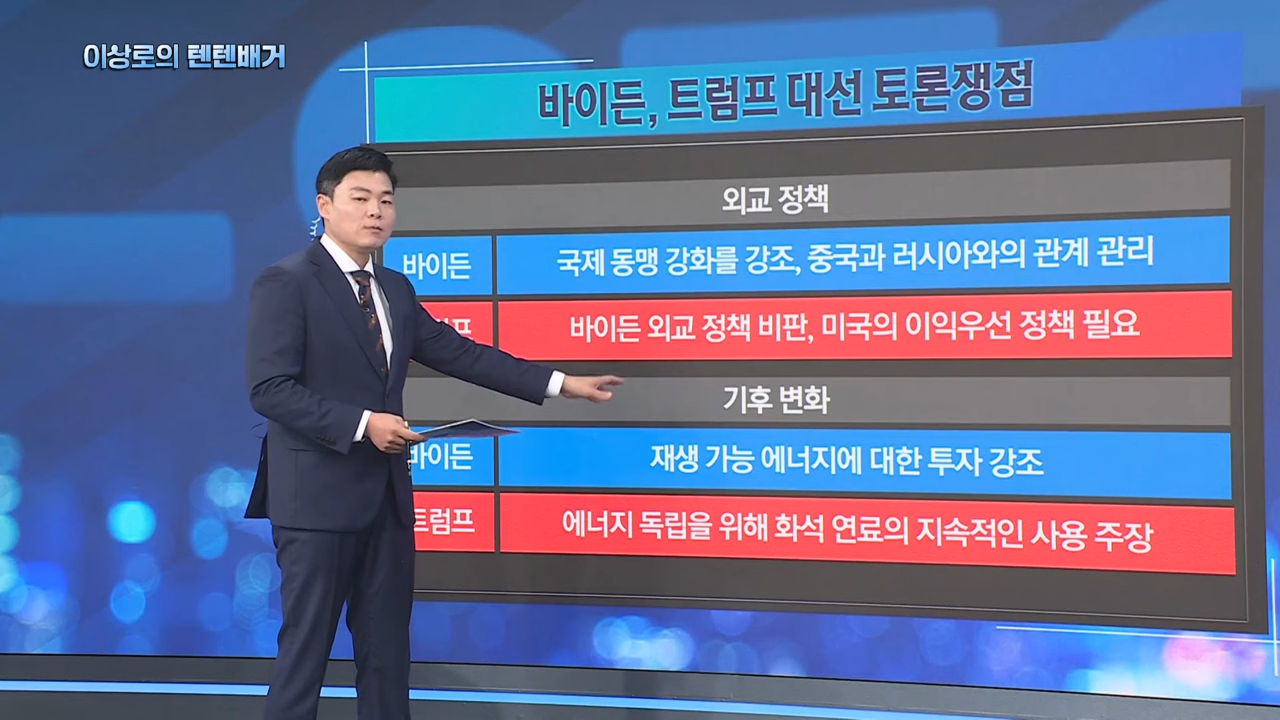 이상로의 텐텐배거
바이든, 트럼프 대선 토론쟁점
외교 정책
바이든 국제 동맹 강화를 강조, 중국과 러시아와의 관계 관리
바이든 외교 정책 비판, 미국의 이익우선 정책 필요
기후 변화
바이든 재생 가능 에너지에 대한 투자 강조
트럼프 에너지 독립을 위해 화석 연료의 지속적인 사용 주장